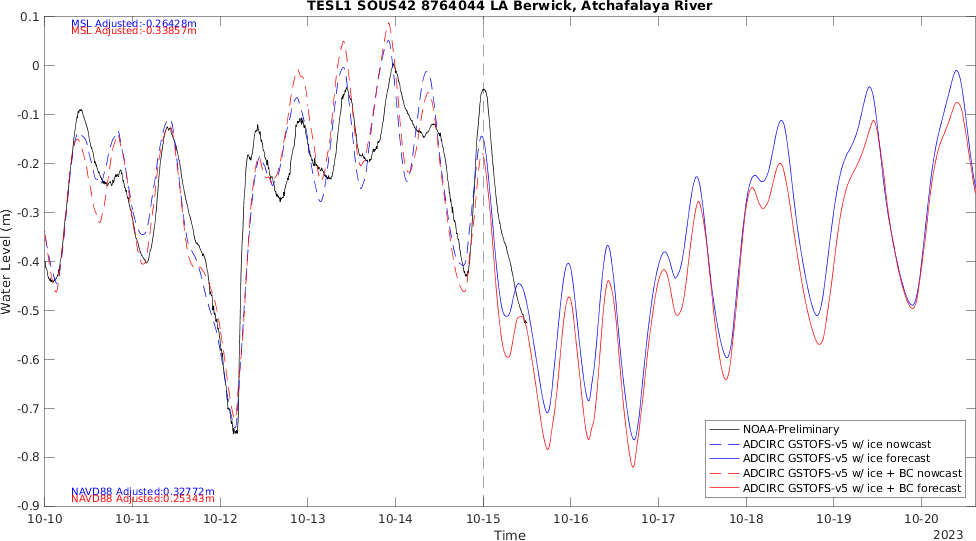 TESL1 SOUS42 8764044 LA Berwick, Atchafalaya River
MSL Adjusted:-0.26428m
MSL Adjusted:-0.33857m
0.1
0
-0.1
-0.2
-0.3
-0.4
-0.5
-0.6
-0.7
-0.8
-0.9
Water Level (m)
NAVD88 Adjusted:0.32772m
NAVD88 Adjusted:0.25343m
NOAA-Preliminary
ADCIRC GSTOFS-v5 w/ ice nowcast
ADCIRC GSTOFS-v5 w/ ice forecast
ADCIRC GSTOFS-v5 w/ ice + BC nowcast
ADCIRC GSTOFS-v5 w/ ice + BC forecast
10-10 10-11 10-12 10-13 10-14 10-15 10-16 10-17 10-18 10-19 10-20
Time
2023